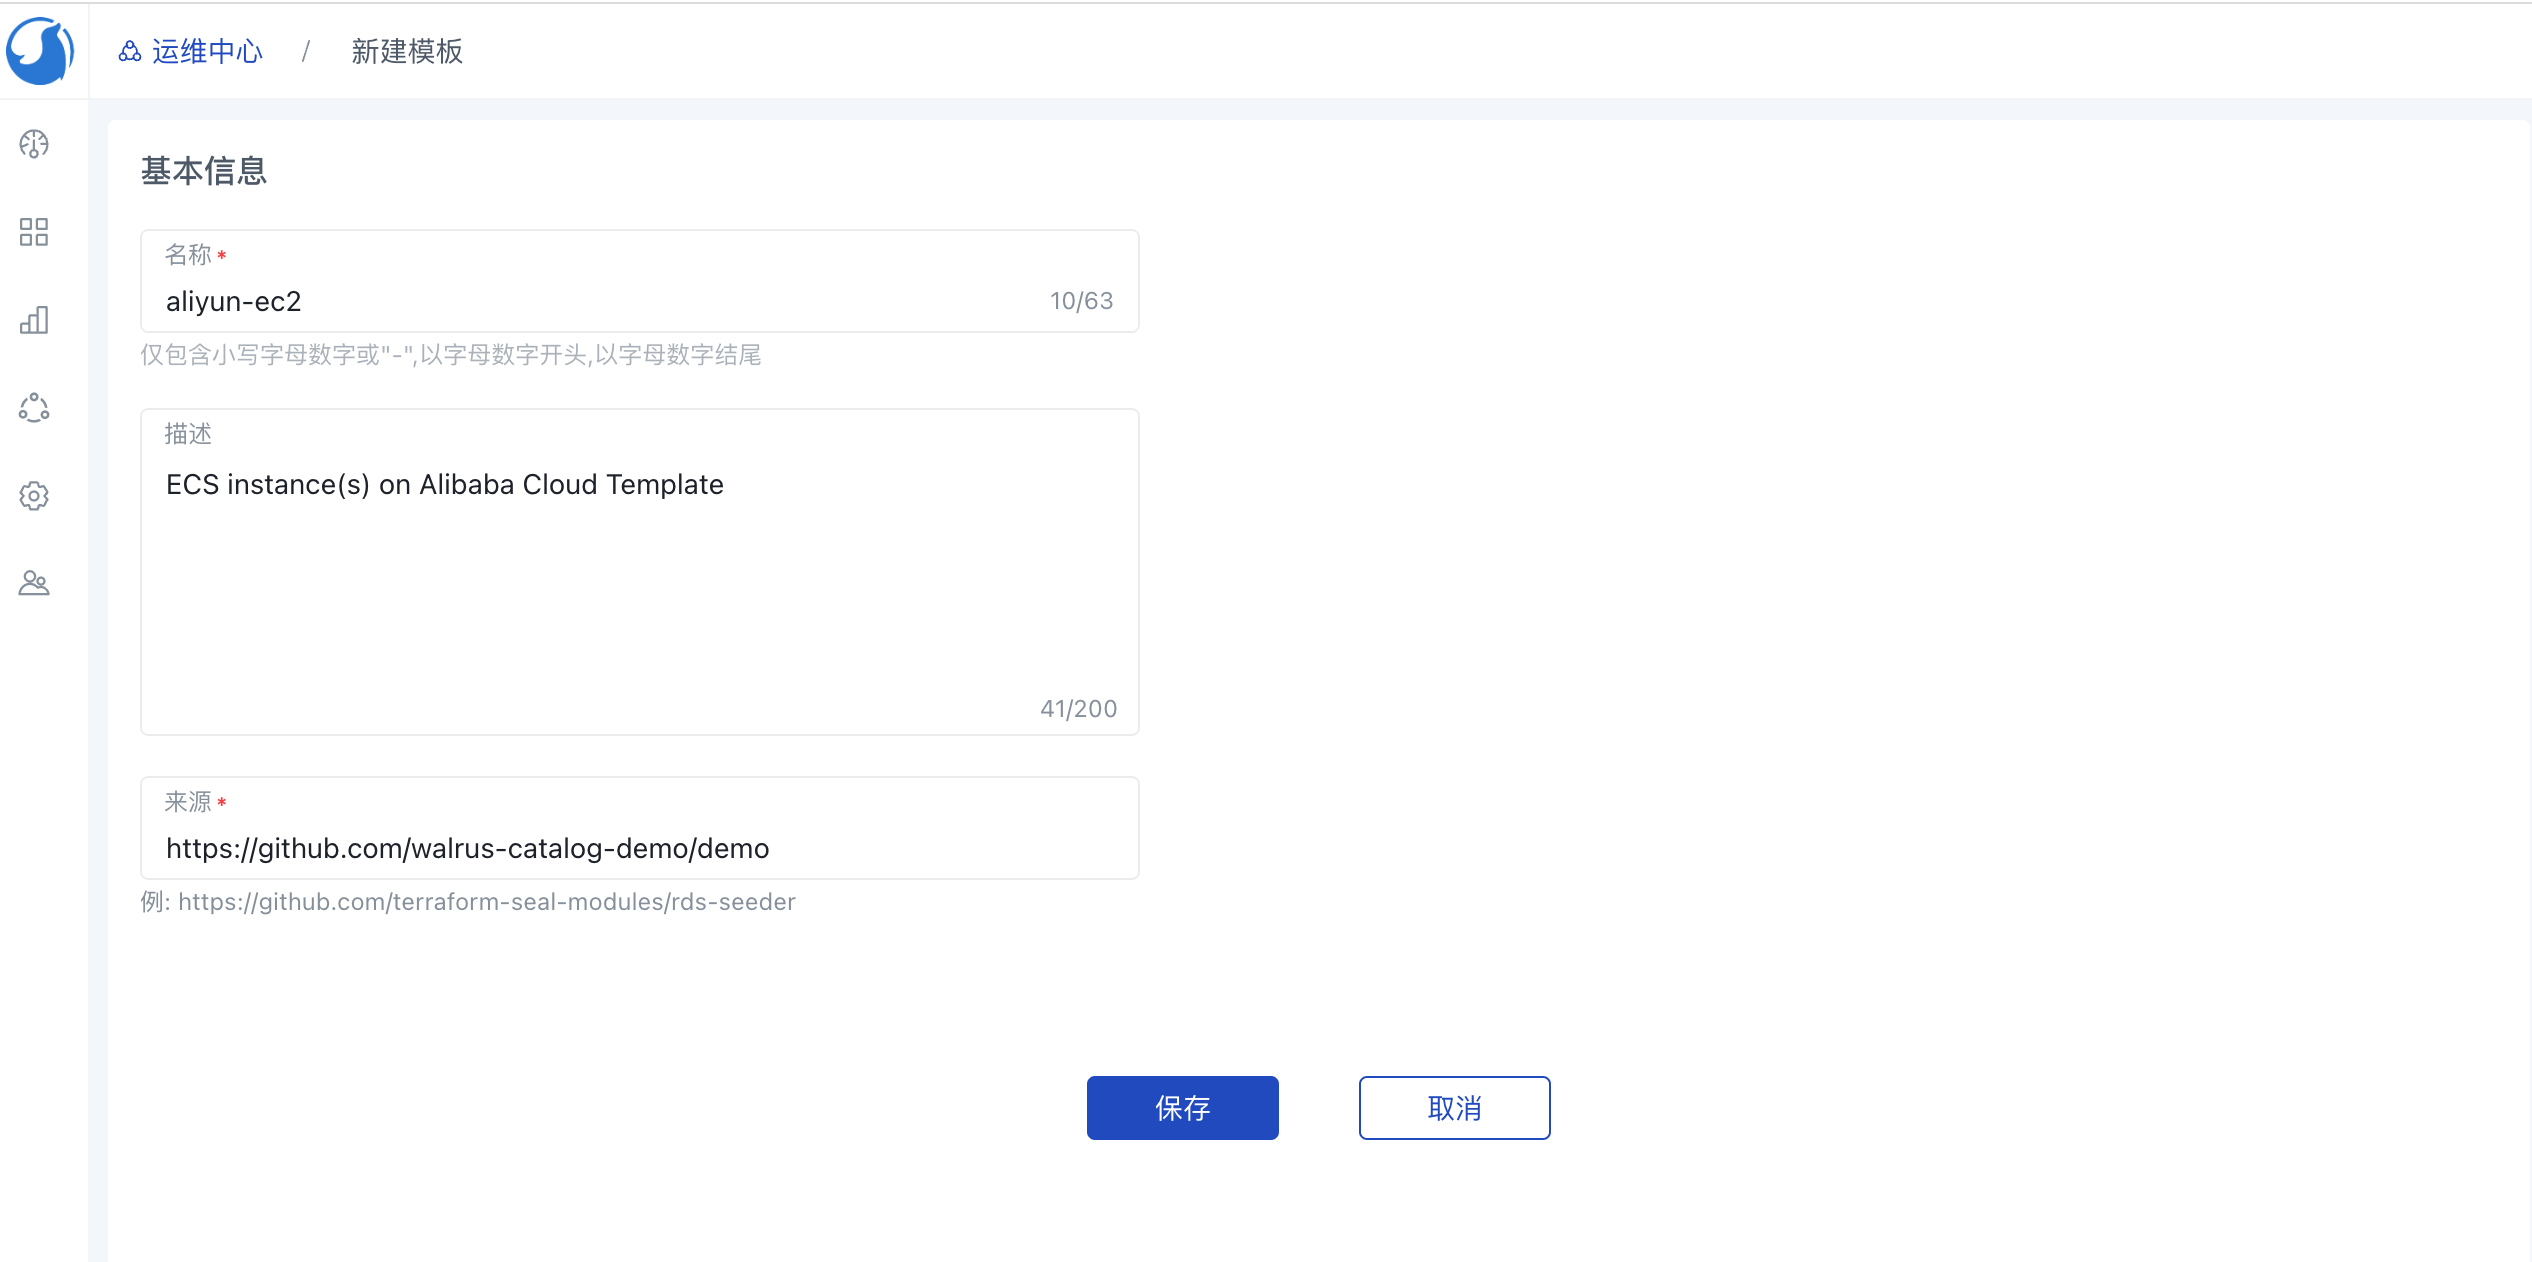 运维中心 / 新建模板
基本信息
名称*
aliyun-ec2
10/63
仅包含小写字母数字或"-",以字母数字开头,以字母数字结尾
描述
ECS instance(s) on Alibaba Cloud Template
41/200
来源*
https://github.com/walrus-catalog-demo/demo
例: https://github.com/terraform-seal-modules/rds-seeder
保存
取消